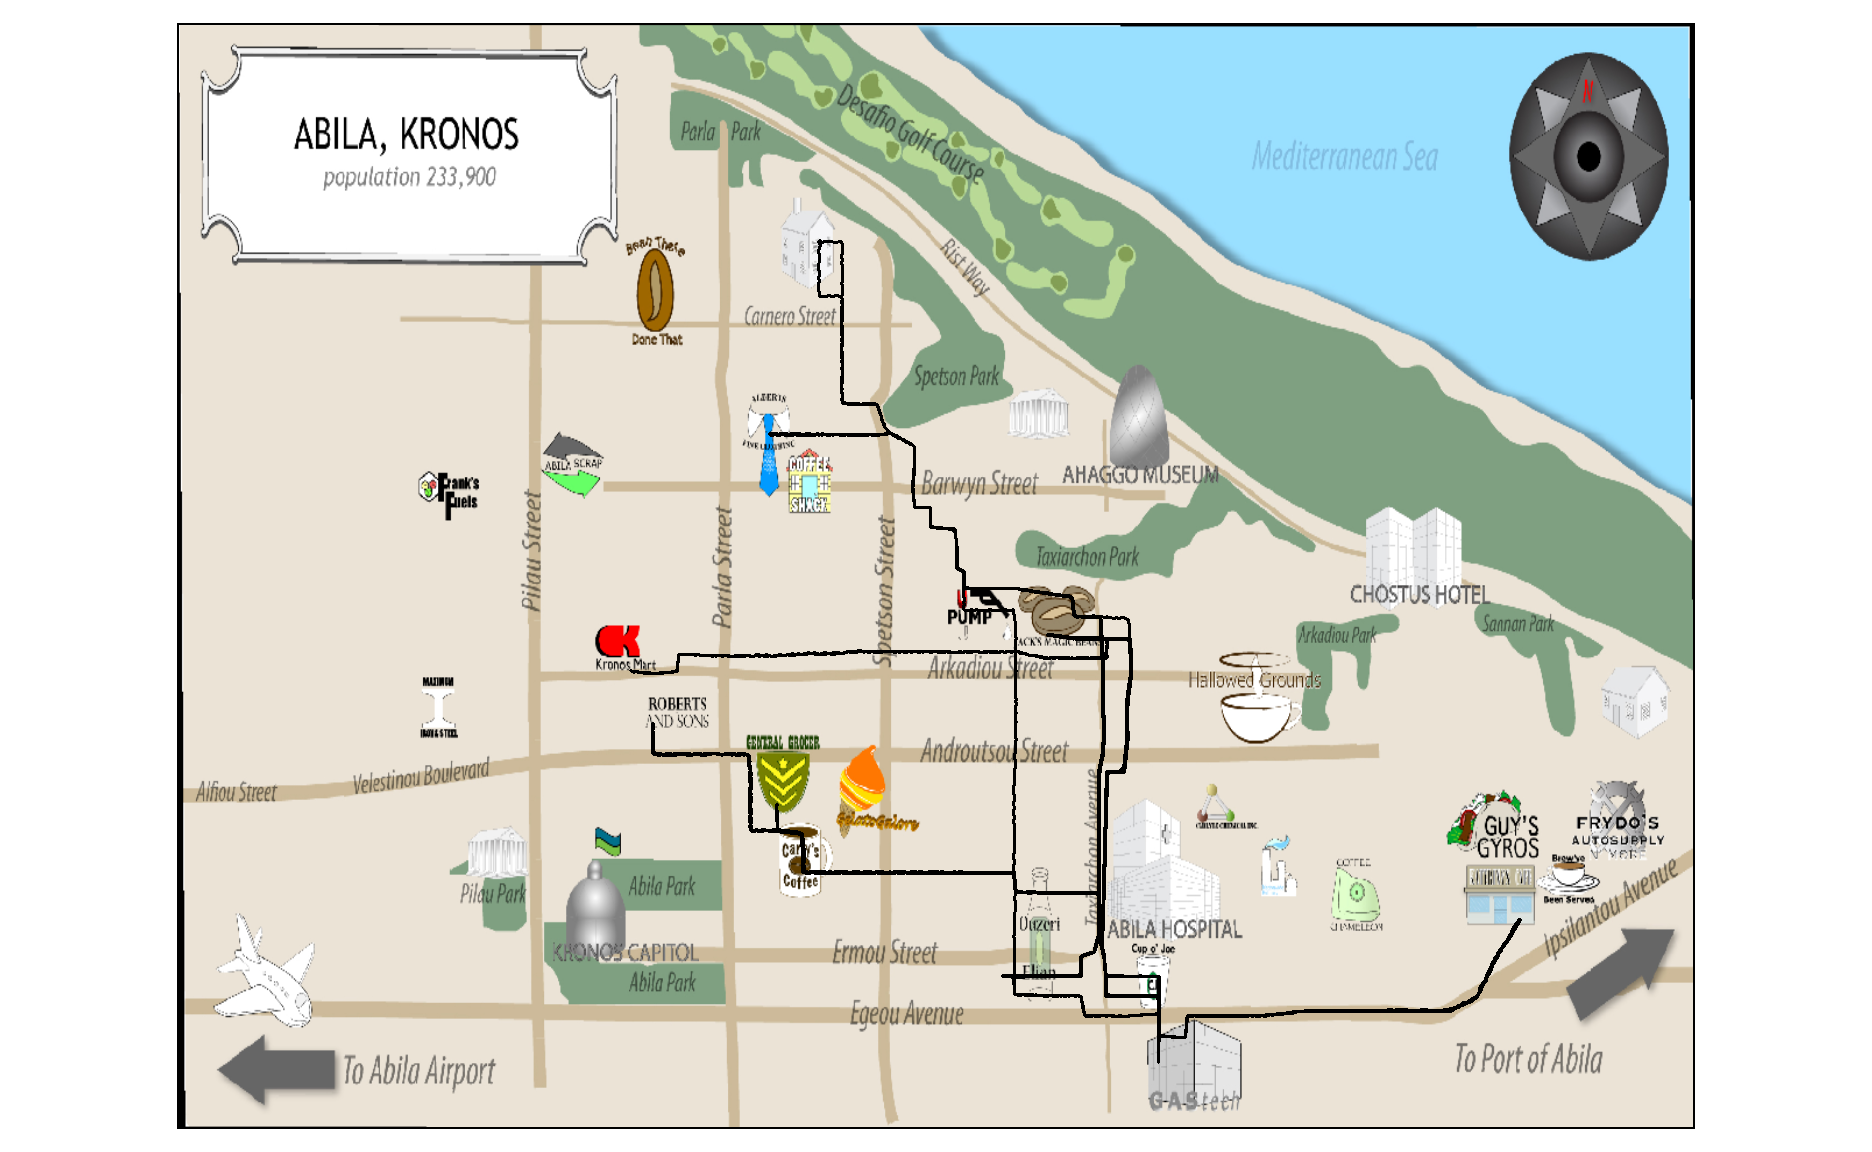 ABILA, KRONOS
population 233,900
N
Mediterranean Sea
Desafio Golf Course
Parla Park
Rist Way
Bean There
Done That
Carnero Street
Spetson Park
ALBERTS
FINE CLOTHING
AHAGGO MUSEUM
ABILA SCRAP
COFFEE
SHACK
Barwyn Street
Frank's
Fuels
Pilau Street
Parla Street
Spetson Street
Taxiarchon Park
CHOSTUS HOTEL
U
PUMP
Arkadiou Park
Sannan Park
Kronos Mart
Arkadiou Street
Hallowed Grounds
MAXIMUM
IRON & STEEL
ROBERTS
AND SONS
GENERAL GROCER
Androutsou Street
Velestinou Boulevard
Aifiou Street
Gelato Galore
Taxiarchon Avenue
CARLYLE CHEMICAL INC.
GUY'S
GYROS
FRYDO'S
AUTOSUPPLY
N' MORE
Carly's
Coffee
Brew've
Been Served
COFFEE
CHAMELEON
Abila Park
Pilau Park
Ouzeri
Elian
ABILA HOSPITAL
Cup o' Joe
Ipsilantou Avenue
KRONOS CAPITOL
Ermou Street
Abila Park
Egeou Avenue
To Abila Airport
To Port of Abila
GAStech